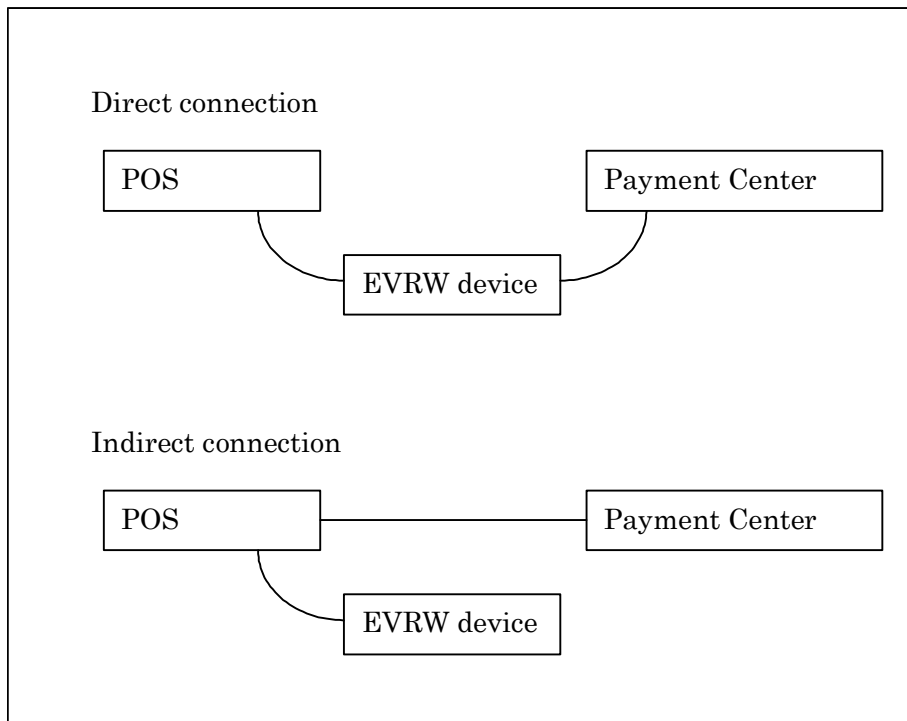 Direct connection
POS
Payment Center
EVRW device
Indirect connection
POS
Payment Center
EVRW device